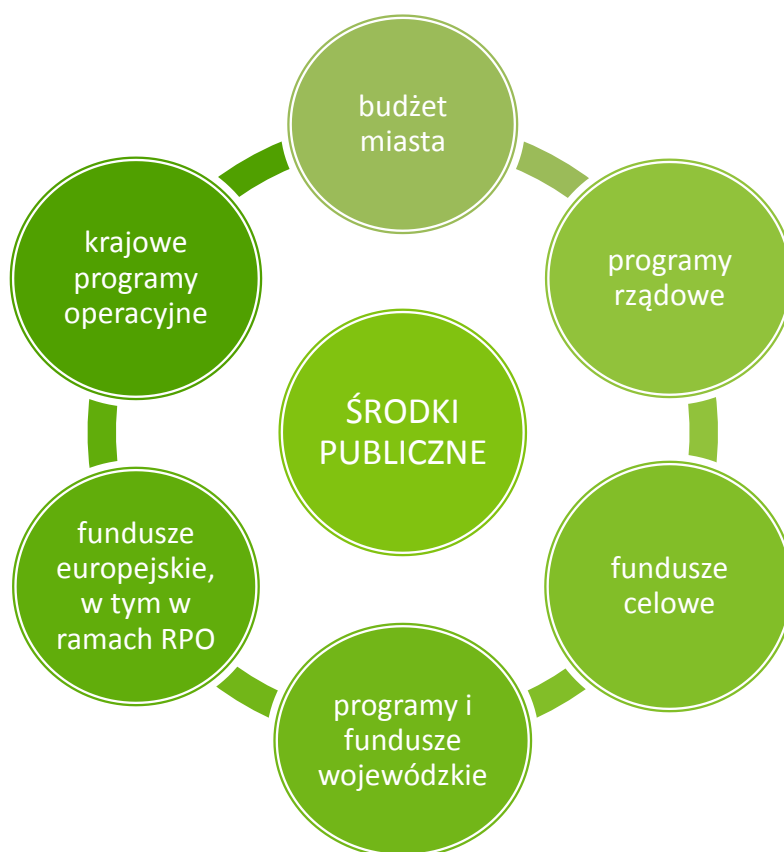 budżet
miasta
programy
rządowe
fundusze
celowe
programy i
fundusze
wojewódzkie
fundusze
europejskie,
w tym w
ramach RPO
krajowe
programy
operacyjne
ŚRODKI
PUBLICZNE